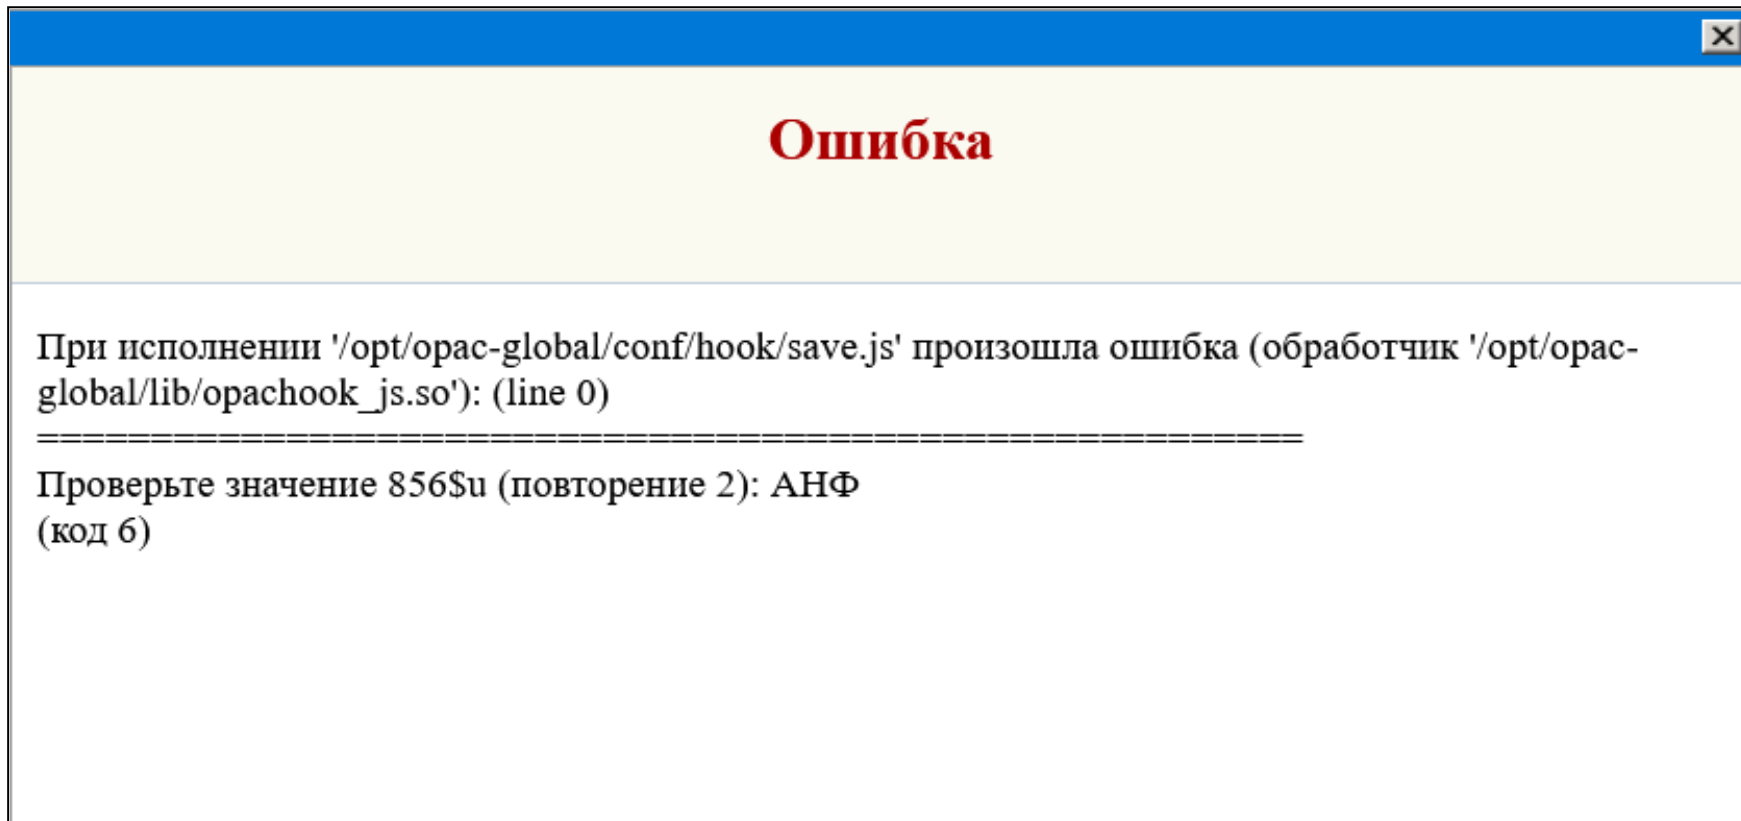 Ошибка
При исполнении '/opt/opac-global/conf/hook/save.js' произошла ошибка (обработчик '/opt/opac-
global/lib/opachook_js.so'): (line 0)
========================================================
Проверьте значение 856$u (повторение 2): АНФ
(код 6)